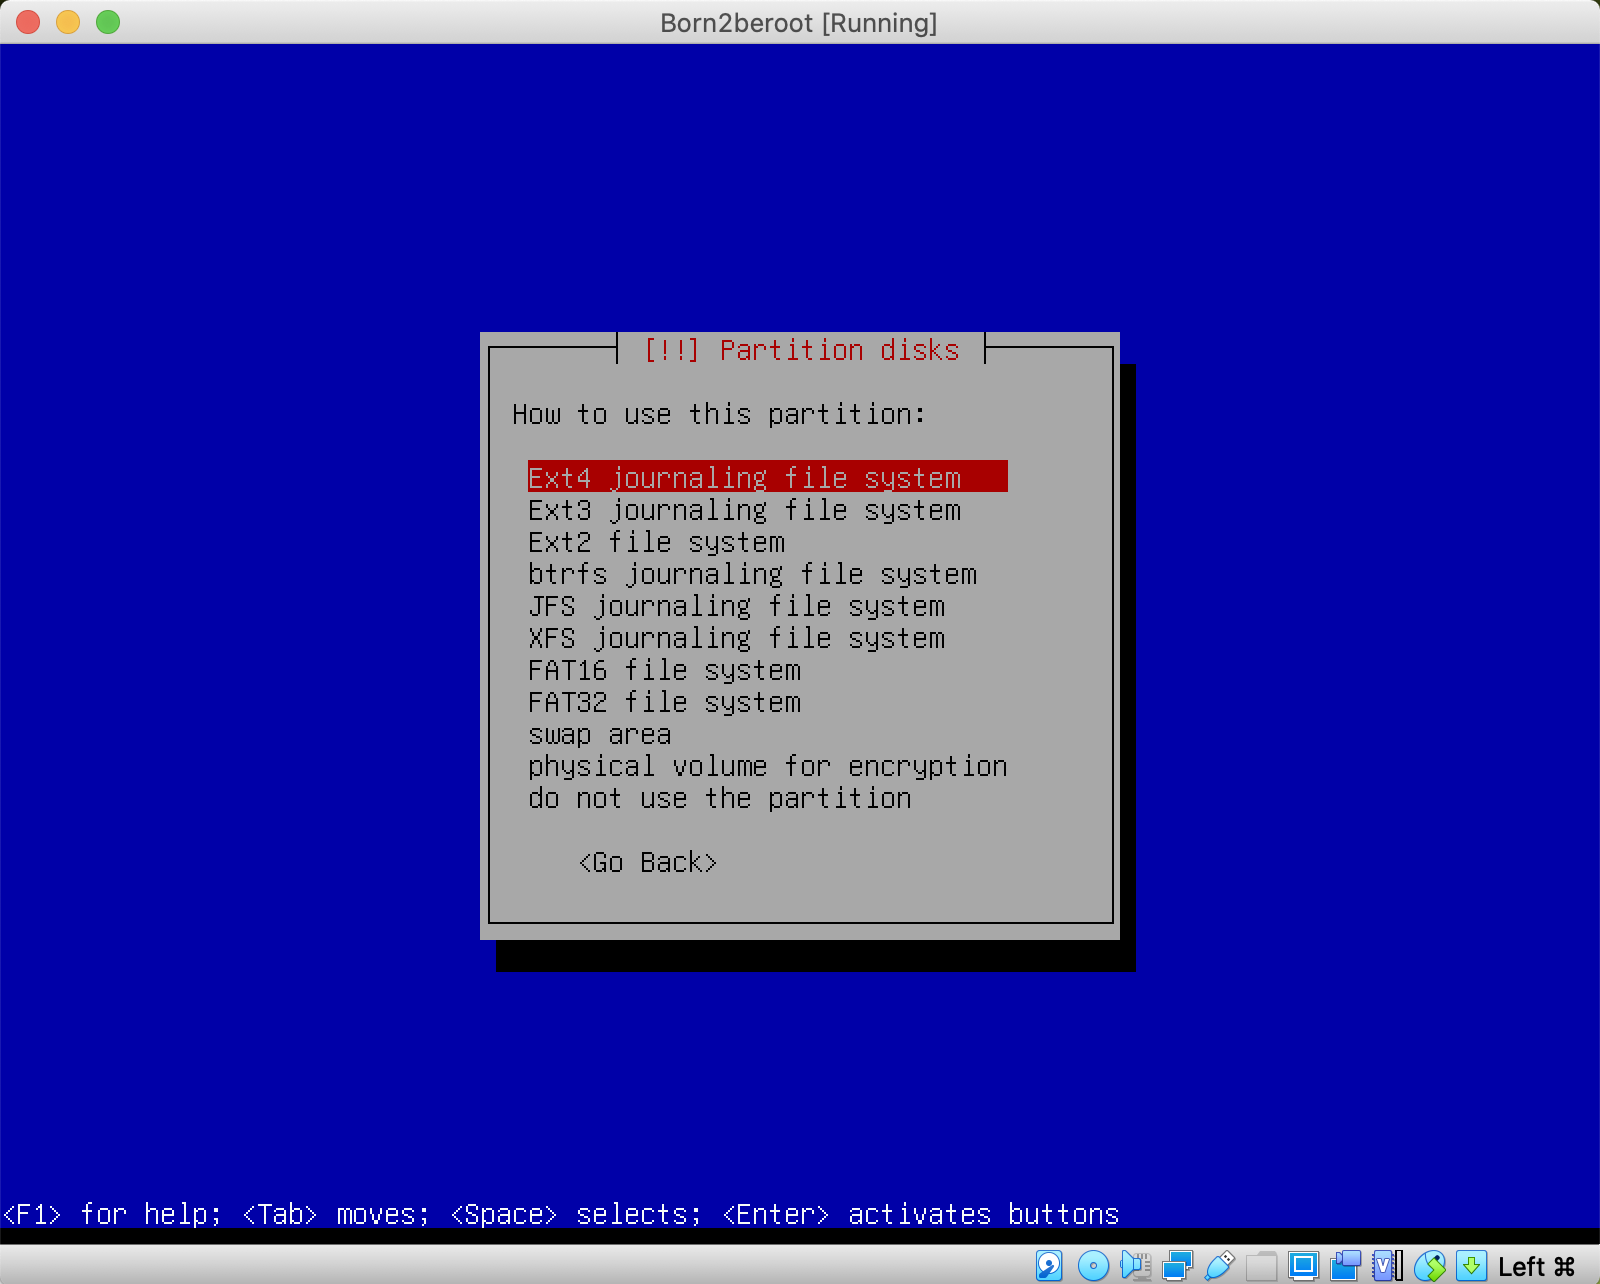 Born2beroot [Running]
[!!] Partition disks
How to use this partition:
Ext4 journaling file system
Ext3 journaling file system
Ext2 file system
btrfs journaling file system
JFS journaling file system
XFS journaling file system
FAT16 file system
FAT32 file system
swap area
physical volume for encryption
do not use the partition
<Go Back>
<F1> for help; <Tab> moves; <Space> selects; <Enter> activates buttons
Left ⌘